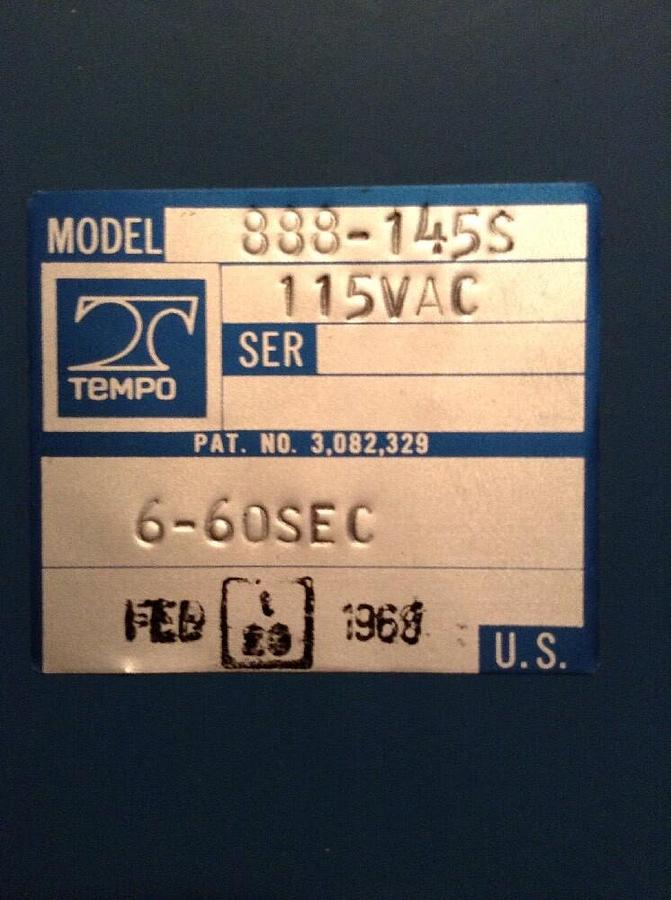 MODEL 888-145S
115VAC
TEMPO
SER
PAT. NO. 3,082,329
6-60SEC
FEB 1968
U.S.